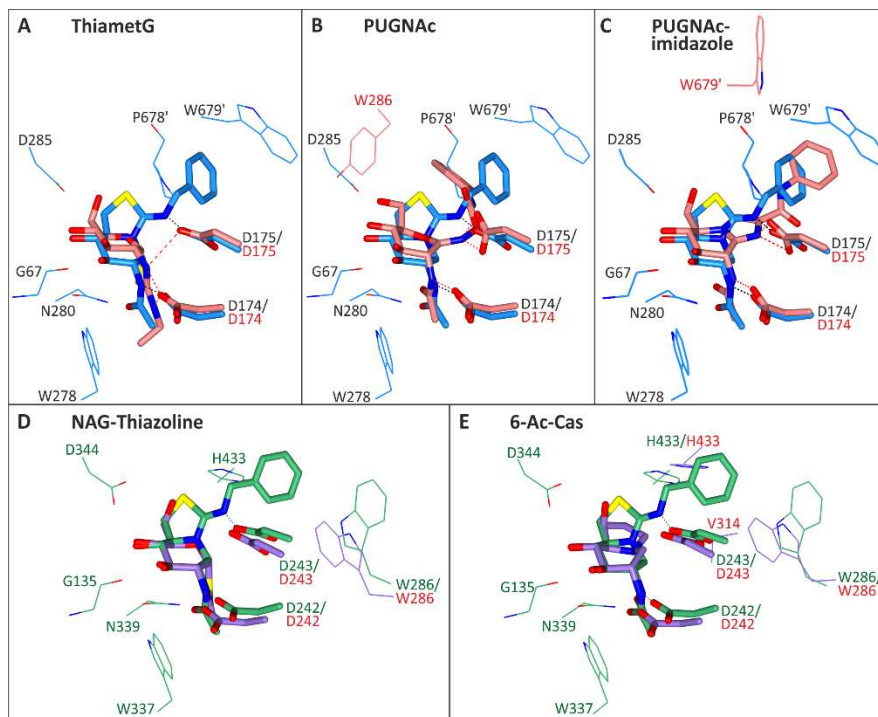 A ThiametG
W679'
P678'
D285
D175/
D175
G67
N280
D174/
D174
W278
B PUGNAc
W286
W679'
P678'
D285
D175/
D175
G67
N280
D174/
D174
W278
C PUGNAc-
imidazole
W679'
W679'
P678'
D285
D175/
D175
G67
N280
D174/
D174
W278
D NAG-Thiazoline
D344
H433
D243/
D243
W286/
W286
G135
N339
D242/
D242
W337
E 6-Ac-Cas
H433/H433
D344
V314
D243/
D243
W286/
W286
G135
N339
D242/
D242
W337